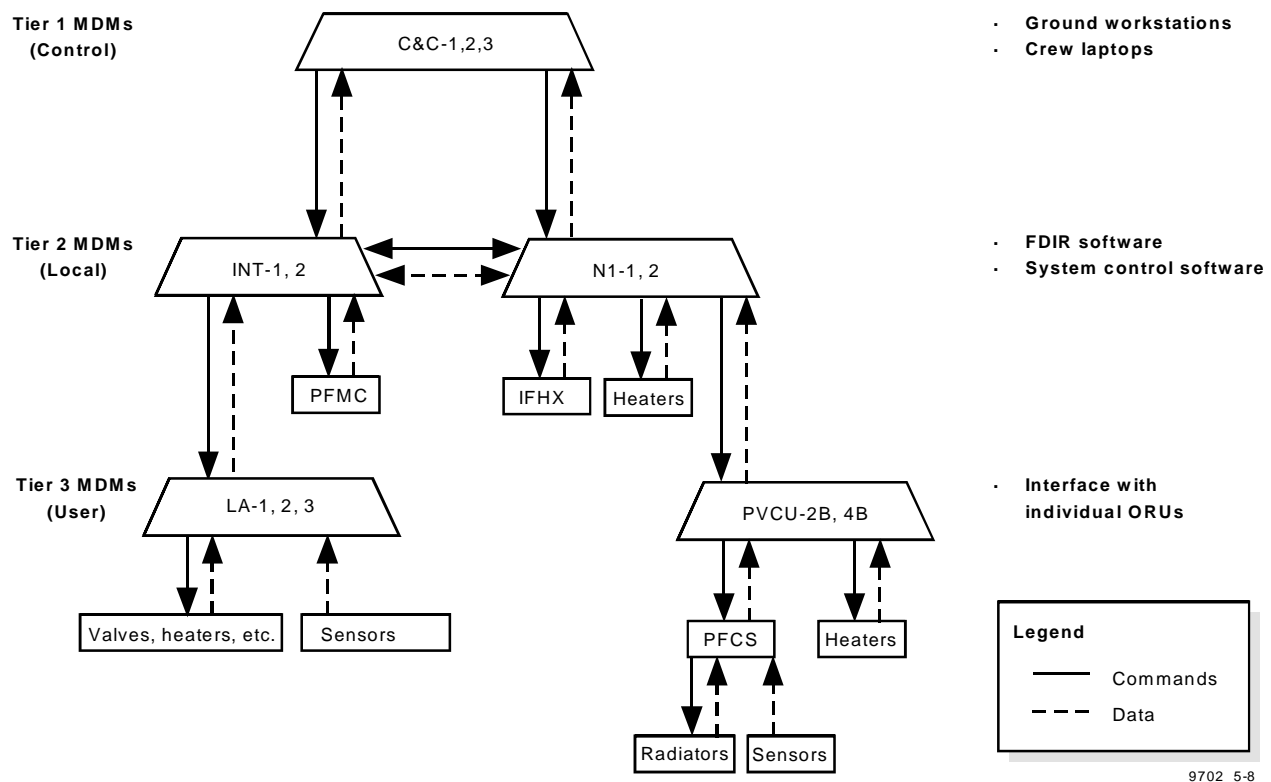 Tier 1 MDMs
(Control)
C&C-1,2,3
· Ground workstations
· Crew laptops
Tier 2 MDMs
(Local)
INT-1, 2
N1-1, 2
· FDIR software
· System control software
PFMC
IFHX
Heaters
Tier 3 MDMs
(User)
LA-1, 2, 3
PVCU-2B, 4B
· Interface with
individual ORUs
Valves, heaters, etc.
Sensors
PFCS
Heaters
Radiators
Sensors
Legend
Commands
Data
9702 5-8